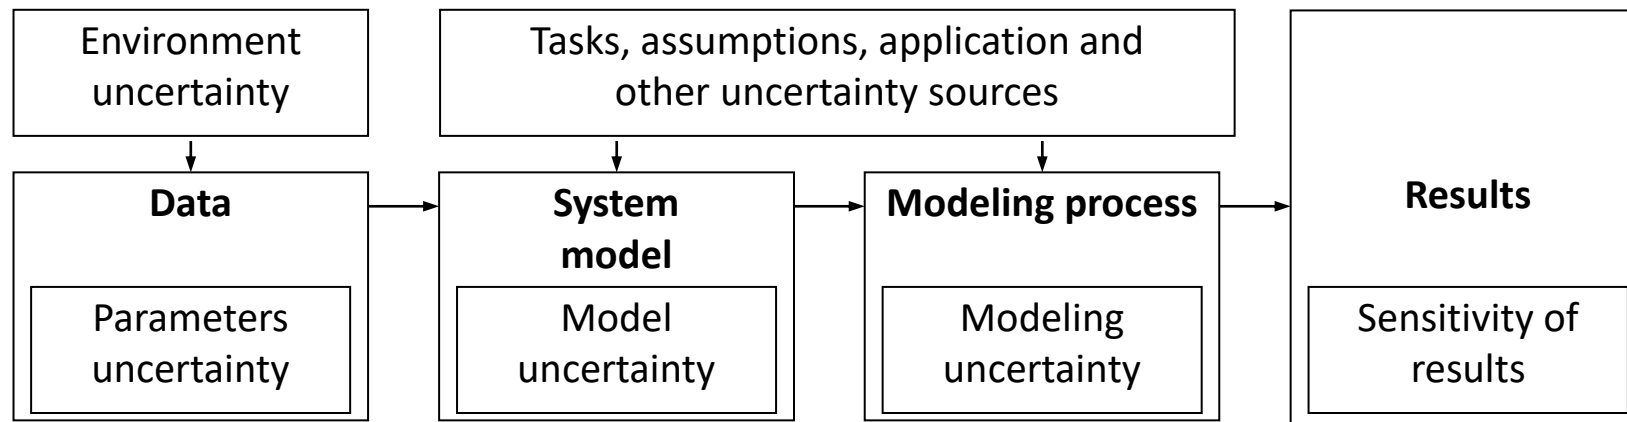 Environment
uncertainty
Tasks, assumptions, application and
other uncertainty sources
Data
Parameters
uncertainty
System
model
Model
uncertainty
Modeling process
Modeling
uncertainty
Results
Sensitivity of
results